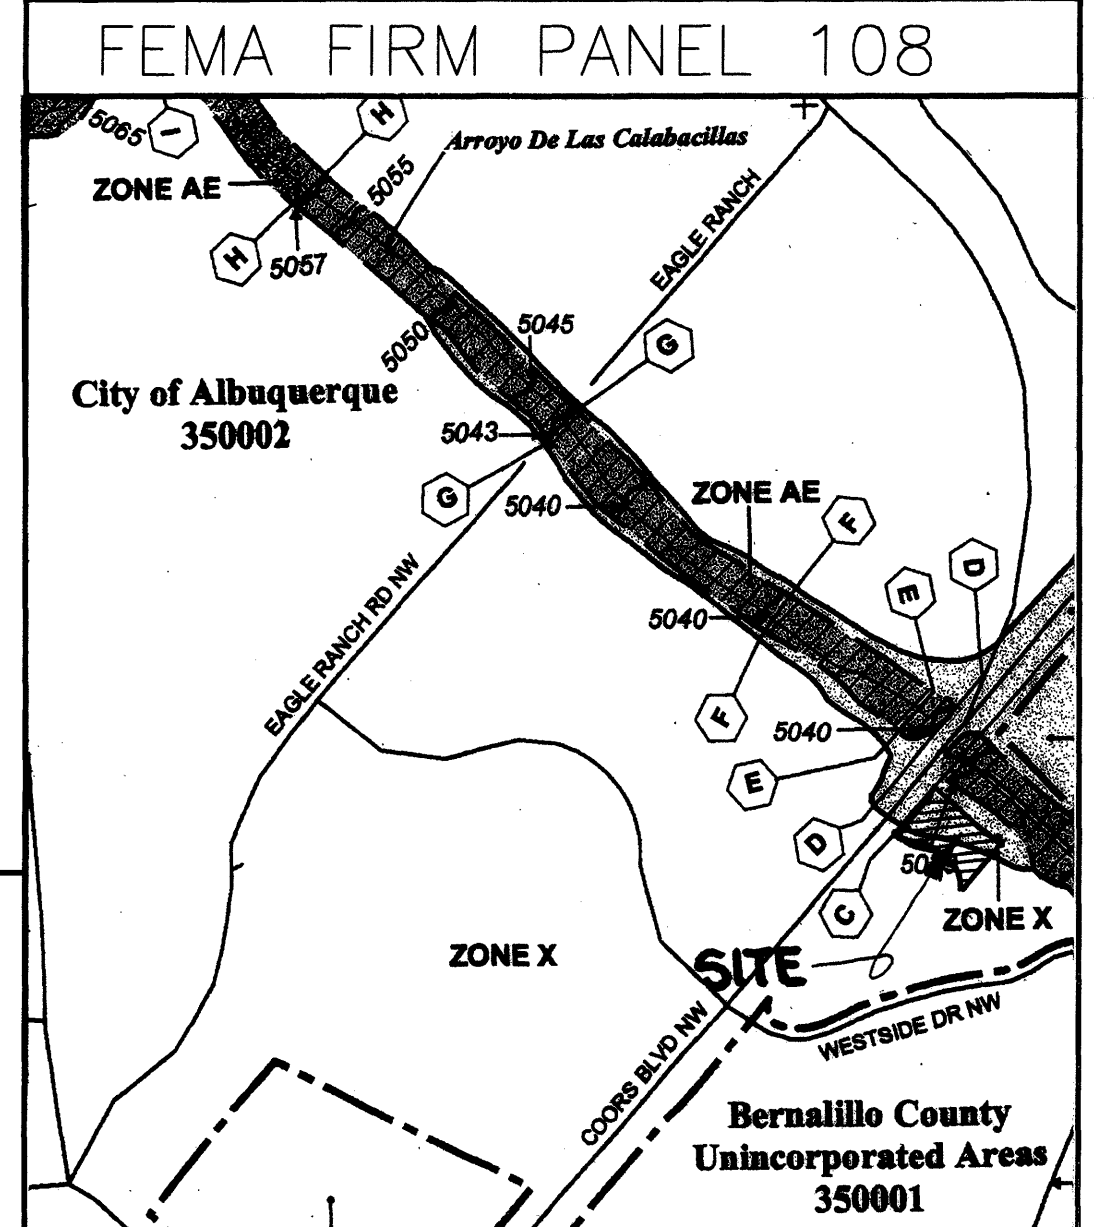 FEMA FIRM PANEL 108
5065
I
H
Arroyo De Las Calabacillas
ZONE AE
5055
EAGLE RANCH
H
5057
5045
G
5050
City of Albuquerque
350002
5043
G
5040
ZONE AE
F
D
E
EAGLE RANCH RD NW
5040
F
5040
E
D
C
ZONE X
ZONE X
SITE
WESTSIDE DR NW
COORS BLVD NW
Bernalillo County
Unincorporated Areas
350001